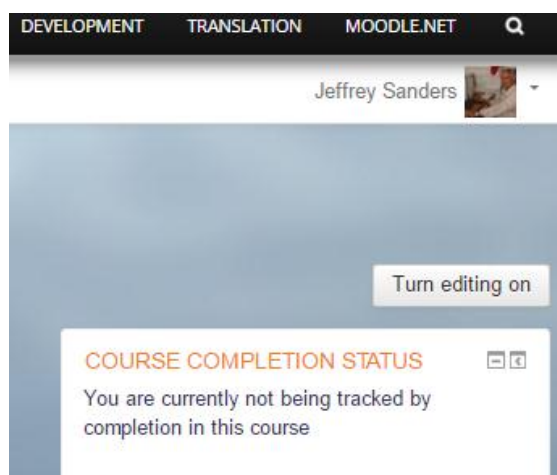 DEVELOPMENT TRANSLATION MOODLE.NET
Jeffrey Sanders
Turn editing on
COURSE COMPLETION STATUS
You are currently not being tracked by
completion in this course